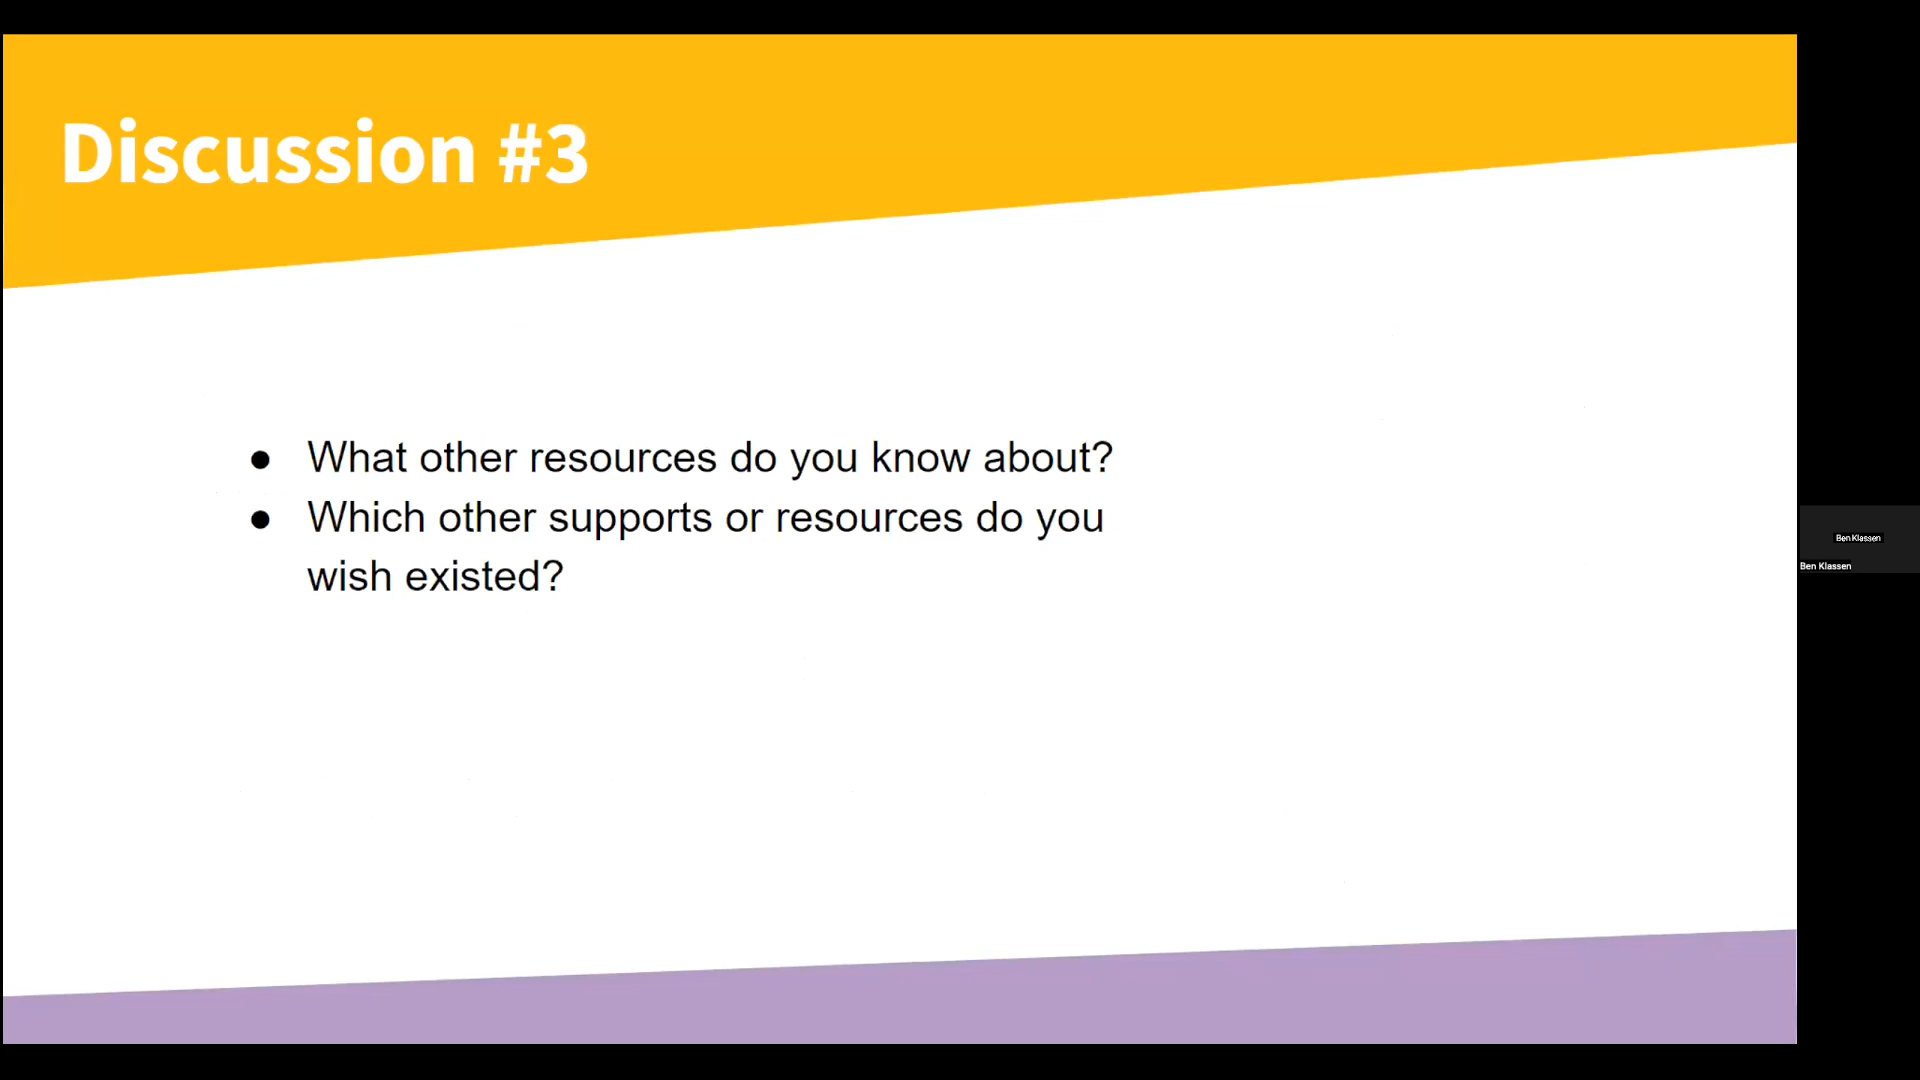 Discussion #3
● What other resources do you know about?
● Which other supports or resources do you
wish existed?
Ben Klassen
Ben Klassen